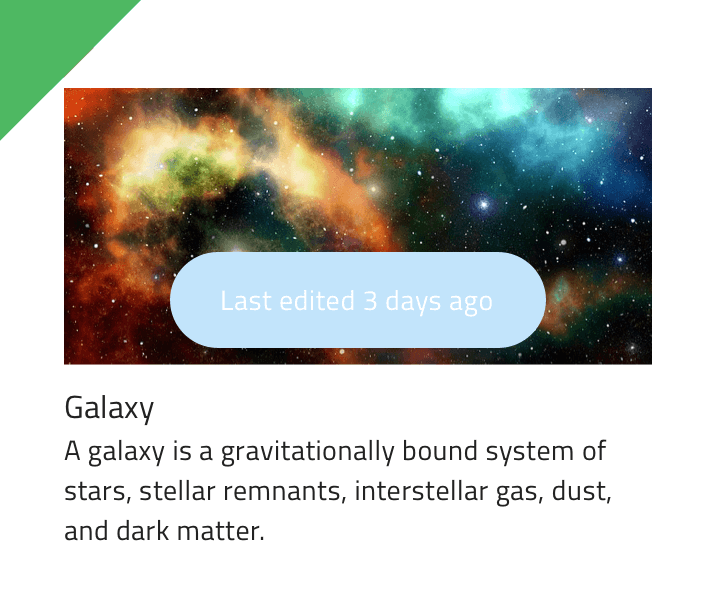 Last edited 3 days ago
Galaxy
A galaxy is a gravitationally bound system of
stars, stellar remnants, interstellar gas, dust,
and dark matter.